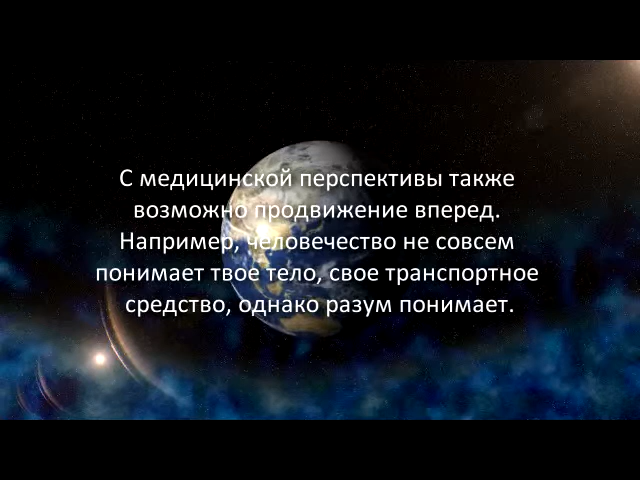 С медицинской перспективы также
возможно продвижение вперед.
Например, человечество не совсем
понимает твое тело, свое транспортное
средство, однако разум понимает.